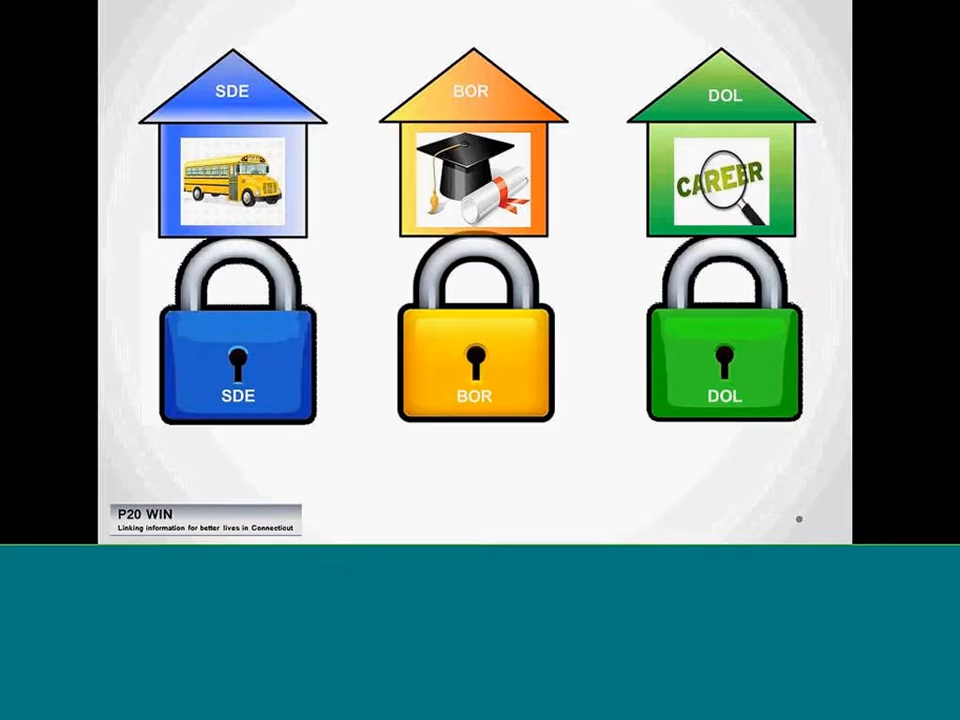 SDE
BOR
DOL
CAREER
SDE
BOR
DOL
P20 WIN
Linking information for better lives in Connecticut